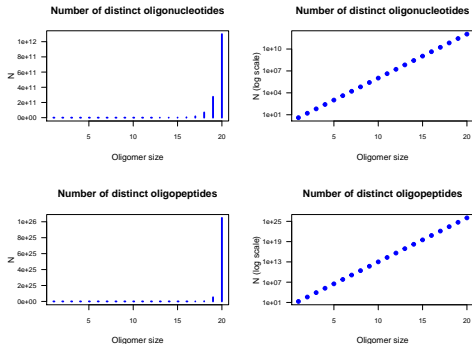 Number of distinct oligonucleotides
N
1e+12
8e+11
6e+11
4e+11
2e+11
0e+00
5 10 15 20
Oligomer size
Number of distinct oligonucleotides
N (log scale)
1e+10
1e+07
1e+04
1e+01
5 10 15 20
Oligomer size
Number of distinct oligopeptides
N
1e+26
8e+25
6e+25
4e+25
2e+25
0e+00
5 10 15 20
Oligomer size
Number of distinct oligopeptides
N (log scale)
1e+25
1e+19
1e+13
1e+07
1e+01
5 10 15 20
Oligomer size